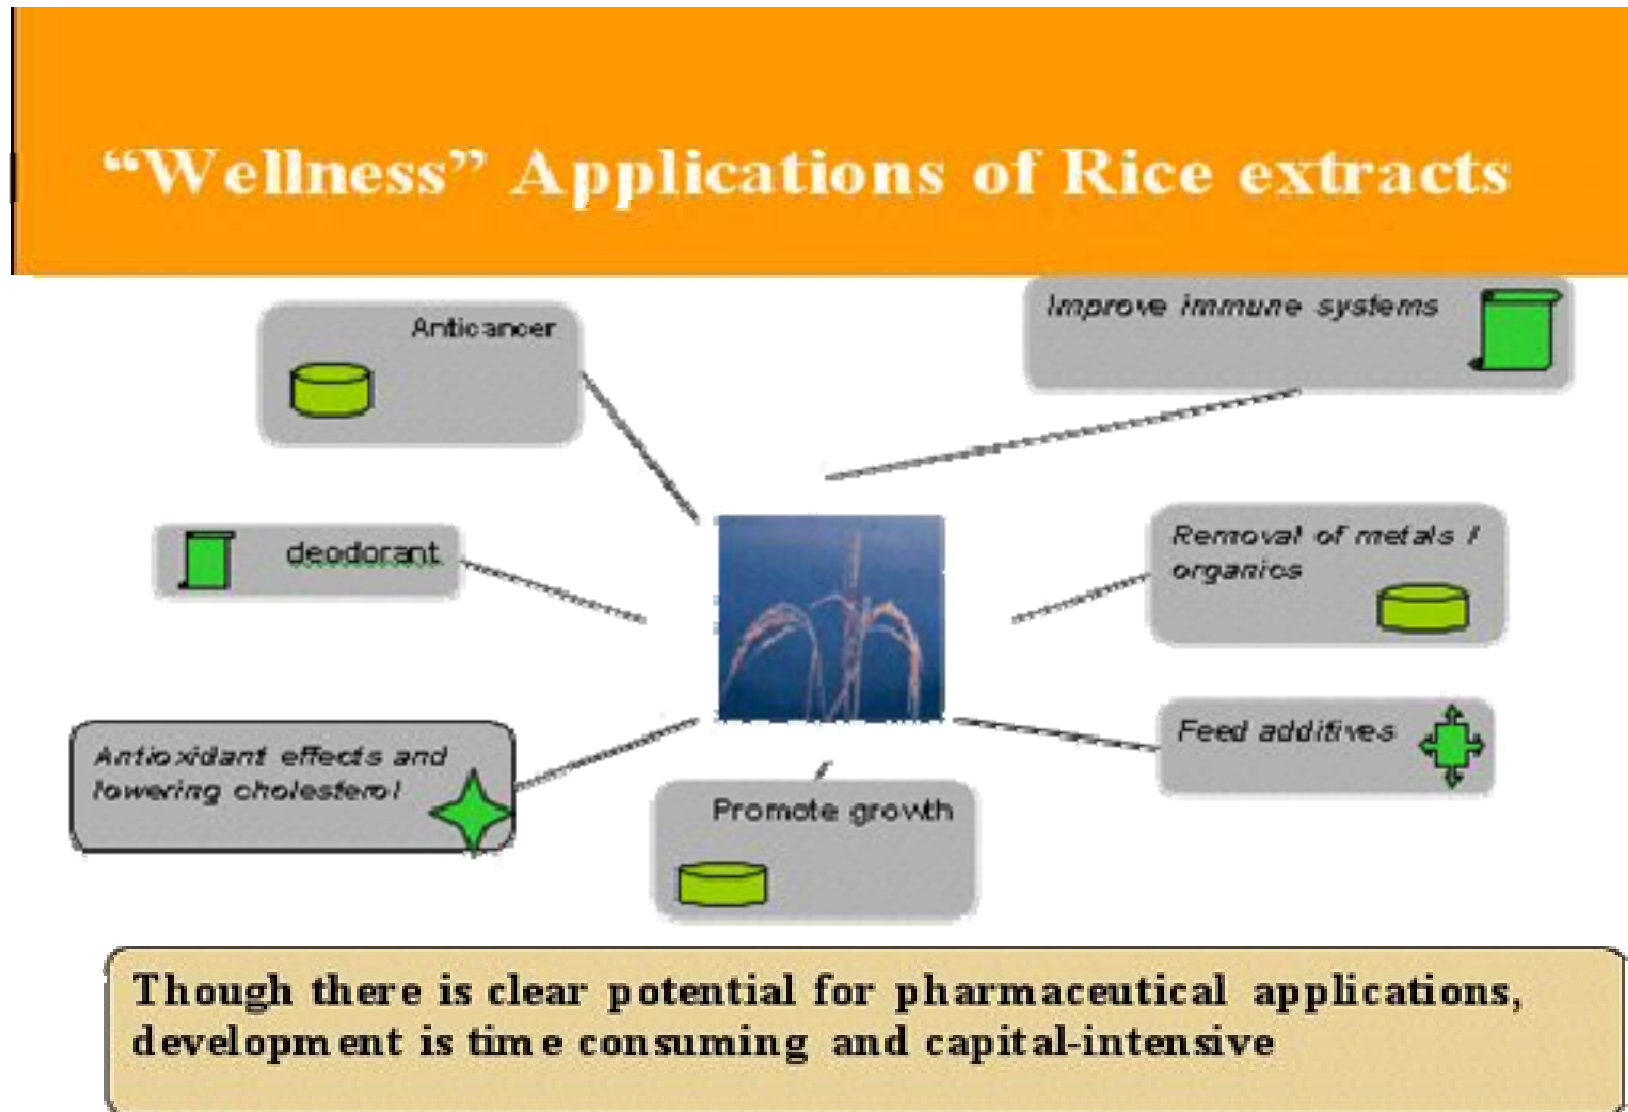 “Wellness” Applications of Rice extracts
Anticancer
Improve immune systems
deodorant
Removal of metals /
organics
Antioxidant effects and
lowering cholesterol
Feed additives
Promote growth
Though there is clear potential for pharmaceutical applications,
development is time consuming and capital-intensive